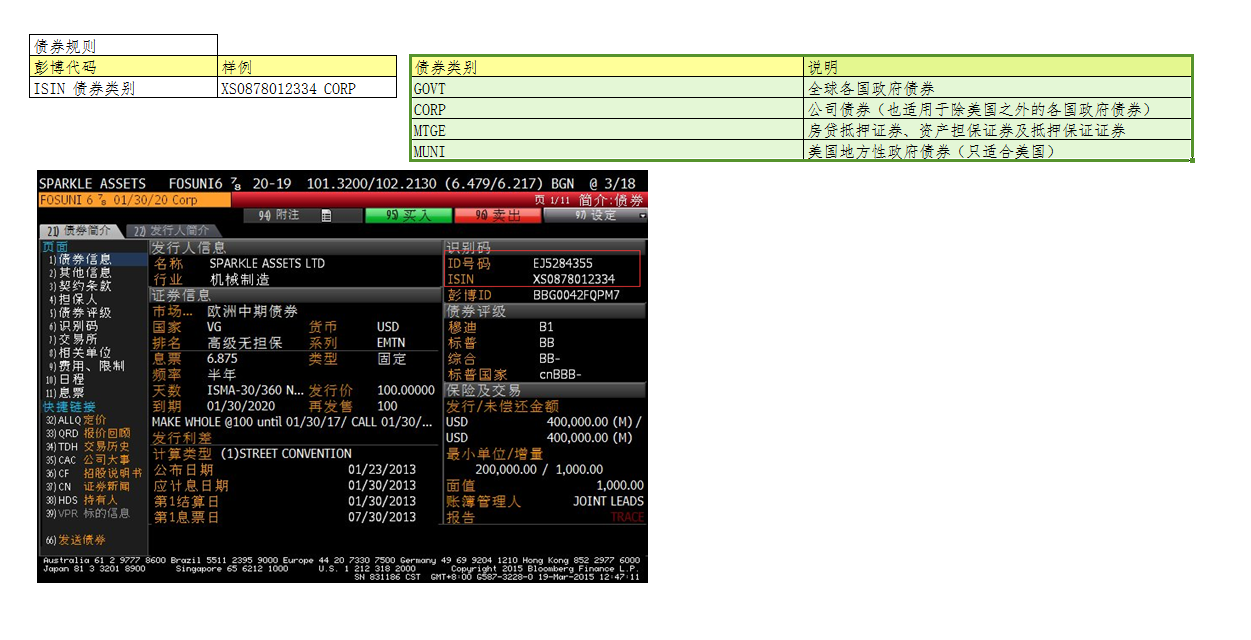 债券规则
彭博代码 样例
ISIN 债券类别 XS0878012334 CORP
债券类别 说明
GOVT 全球各国政府债券
CORP 公司债券（也适用于除美国之外的各国政府债券）
MTGE 房贷抵押证券、资产担保证券及抵押保证证券
MUNI 美国地方性政府债券（只适合美国）
SPARKLE ASSETS FOSUNI6 ⅞ 20-19 101.3200/102.2130 (6.479/6.217) BGN @ 3/18
FOSUNI 6 ⅞ 01/30/20 Corp 页 1/11 简介:债券
94) 附注 95) 买入 96) 卖出 97) 设定
21) 债券简介 22) 发行人简介
页面
1) 债券信息
2) 其他信息
3) 契约条款
4) 担保人
5) 债券评级
6) 识别码
7) 交易所
8) 相关单位
9) 费用、限制
10) 日程
11) 息票
快捷链接
32) ALLQ 定价
33) QRD 报价回顾
34) TDH 交易历史
35) CAC 公司大事
36) CF 招股说明书
37) CN 证券新闻
38) HDS 持有人
39) VPR 标的信息
66) 发送债券
发行人信息
名称 SPARKLE ASSETS LTD
行业 机械制造
证券信息
市场... 欧洲中期债券
国家 VG 货币 USD
排名 高级无担保 系列 EMTN
息票 6.875 类型 固定
频率 半年
天数 ISMA-30/360 N... 发行价 100.00000
到期 01/30/2020 再发售 100
MAKE WHOLE @100 until 01/30/17/ CALL 01/30/...
发行利差
计算类型 (1)STREET CONVENTION
公布日期 01/23/2013
应计息日期 01/30/2013
第1结算日 01/30/2013
第1息票日 07/30/2013
识别码
ID号码 EJ5284355
ISIN XS0878012334
彭博ID BBG0042FQPM7
债券评级
穆迪 B1
标普 BB
综合 BB-
标普国家 cnBBB-
保险及交易
发行/未偿还金额
USD 400,000.00 (M) /
USD 400,000.00 (M)
最小单位/增量
200,000.00 / 1,000.00
面值 1,000.00
账簿管理人 JOINT LEADS
报告 TRACE
Australia 61 2 9777 8600 Brazil 5511 2395 9000 Europe 44 20 7330 7500 Germany 49 69 9204 1210 Hong Kong 852 2977 6000
Japan 81 3 3201 8900 Singapore 65 6212 1000 U.S. 1 212 318 2000 Copyright 2015 Bloomberg Finance L.P.
SN 831186 CST GMT+8:00 G587-3228-0 19-Mar-2015 12:47:11